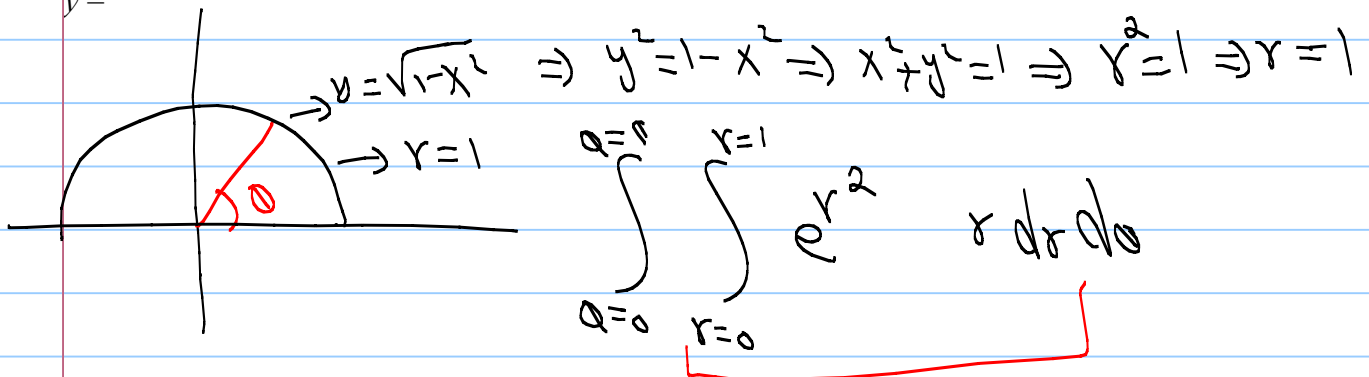 y=
y=√1-x² ⇒ y²=1-x² ⇒ x²+y²=1 ⇒ r²=1 ⇒ r=1
→ r=1
θ
∫_{θ=0} ∫_{r=0}^{r=1} e^{r²} r dr dθ